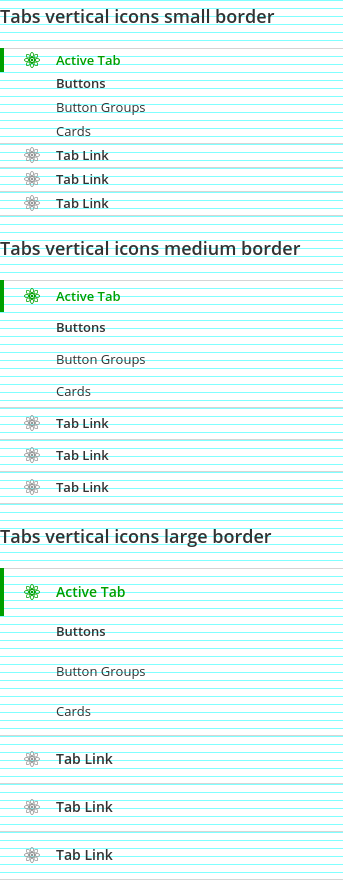 Tabs vertical icons small border
Active Tab
Buttons
Button Groups
Cards
Tab Link
Tab Link
Tab Link
Tabs vertical icons medium border
Active Tab
Buttons
Button Groups
Cards
Tab Link
Tab Link
Tab Link
Tabs vertical icons large border
Active Tab
Buttons
Button Groups
Cards
Tab Link
Tab Link
Tab Link